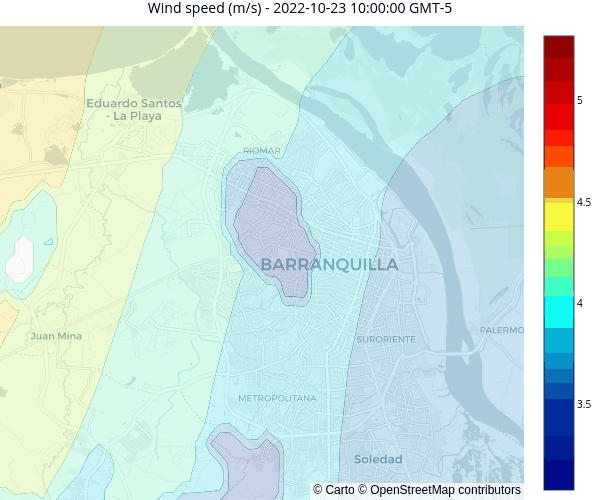 Wind speed (m/s) - 2022-10-23 10:00:00 GMT-5
Eduardo Santos
- La Playa
RIOMAR
BARRANQUILLA
Juan Mina
SURORIENTE
PALERMO
METROPOLITANA
Soledad
5
4.5
4
3.5
© Carto © OpenStreetMap contributors